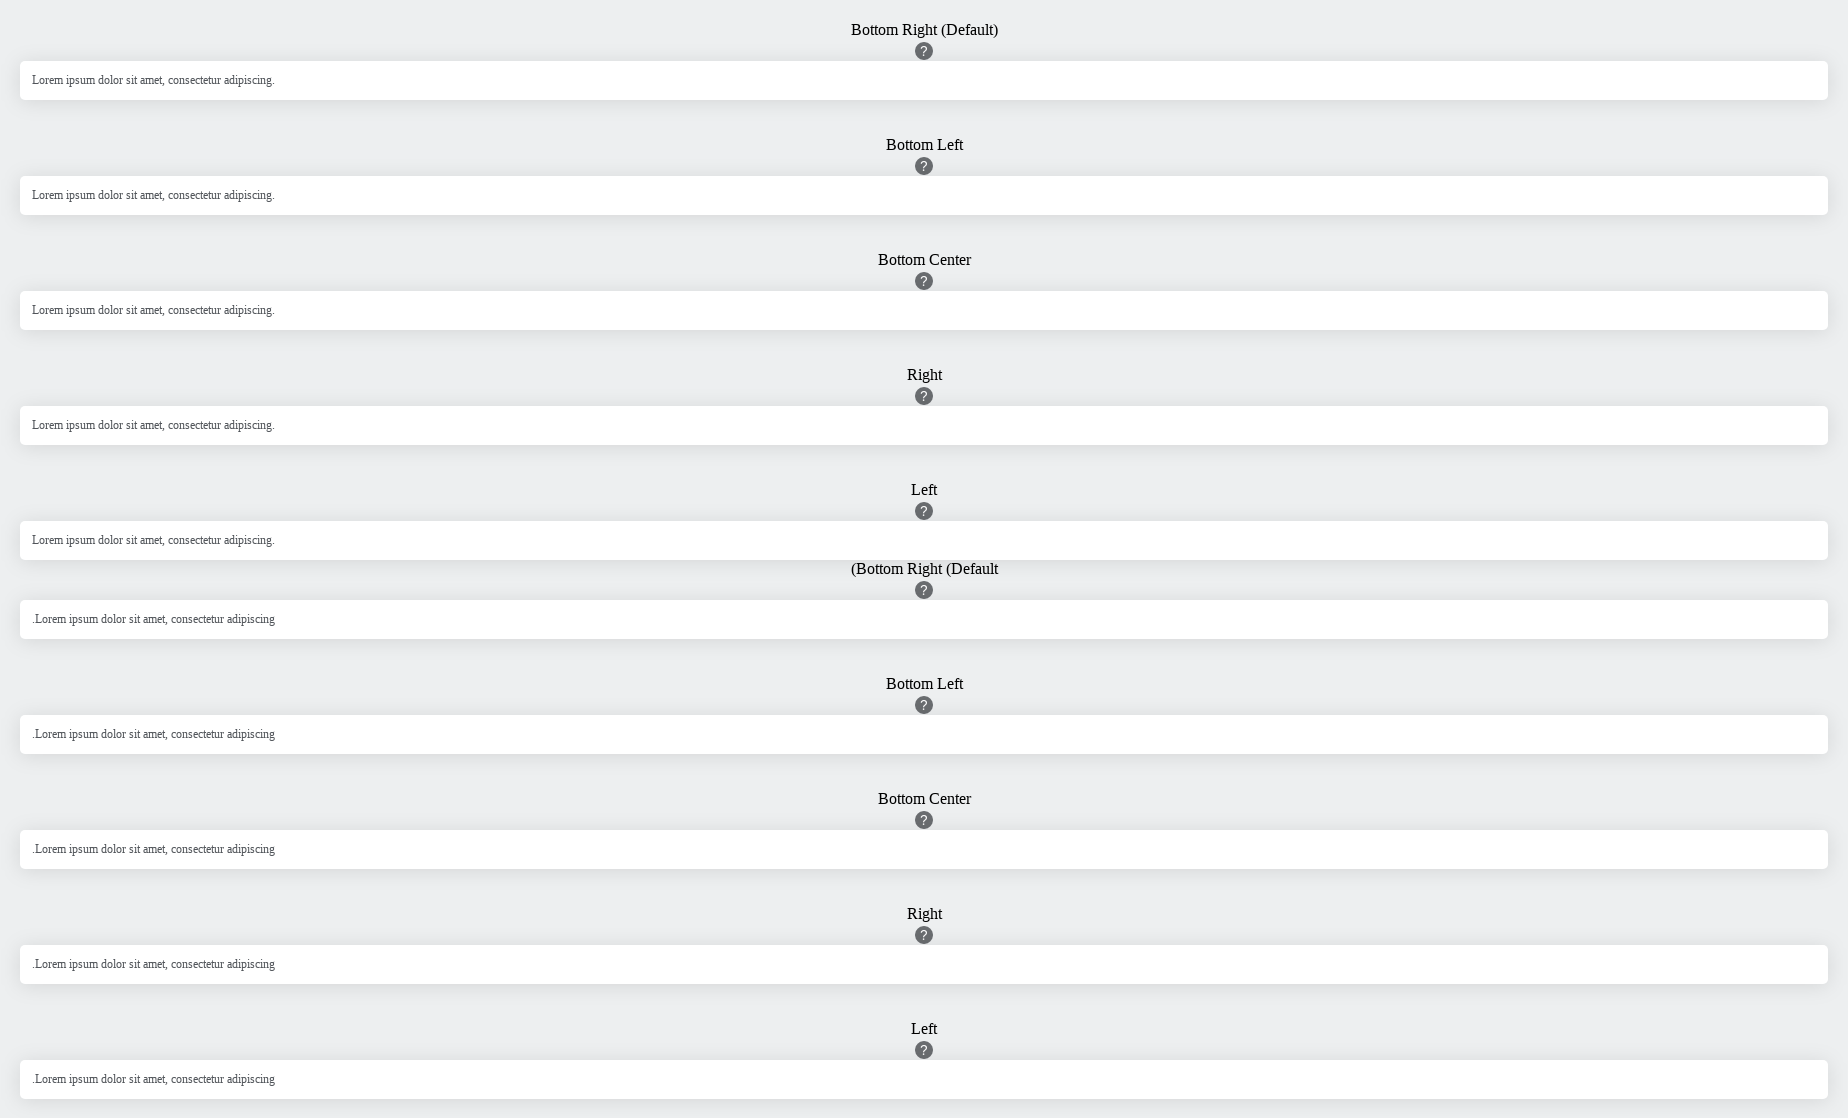 Bottom Right (Default)
?
Lorem ipsum dolor sit amet, consectetur adipiscing.
Bottom Left
?
Lorem ipsum dolor sit amet, consectetur adipiscing.
Bottom Center
?
Lorem ipsum dolor sit amet, consectetur adipiscing.
Right
?
Lorem ipsum dolor sit amet, consectetur adipiscing.
Left
?
Lorem ipsum dolor sit amet, consectetur adipiscing.
(Bottom Right (Default
?
.Lorem ipsum dolor sit amet, consectetur adipiscing
Bottom Left
?
.Lorem ipsum dolor sit amet, consectetur adipiscing
Bottom Center
?
.Lorem ipsum dolor sit amet, consectetur adipiscing
Right
?
.Lorem ipsum dolor sit amet, consectetur adipiscing
Left
?
.Lorem ipsum dolor sit amet, consectetur adipiscing